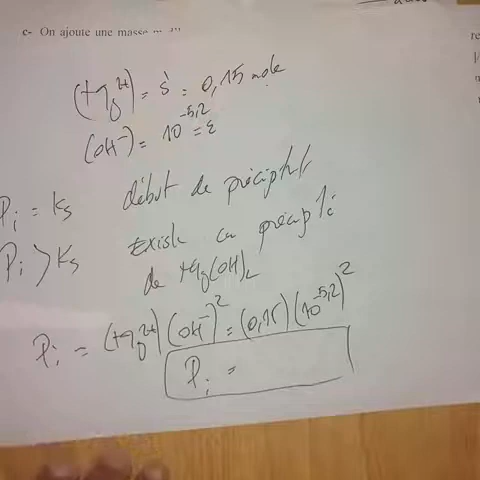 c- On ajoute une masse m
re
(Mg²⁺) = s' = 0,15 mole
(OH⁻) = 10^-5,2 = ε
Pi = Ks début de précipité
Pi > Ks Existe un précipité
de Mg(OH)₂
Pi = (Mg²⁺)(OH⁻)² = (0,15)(10^-5,2)²
Pi =